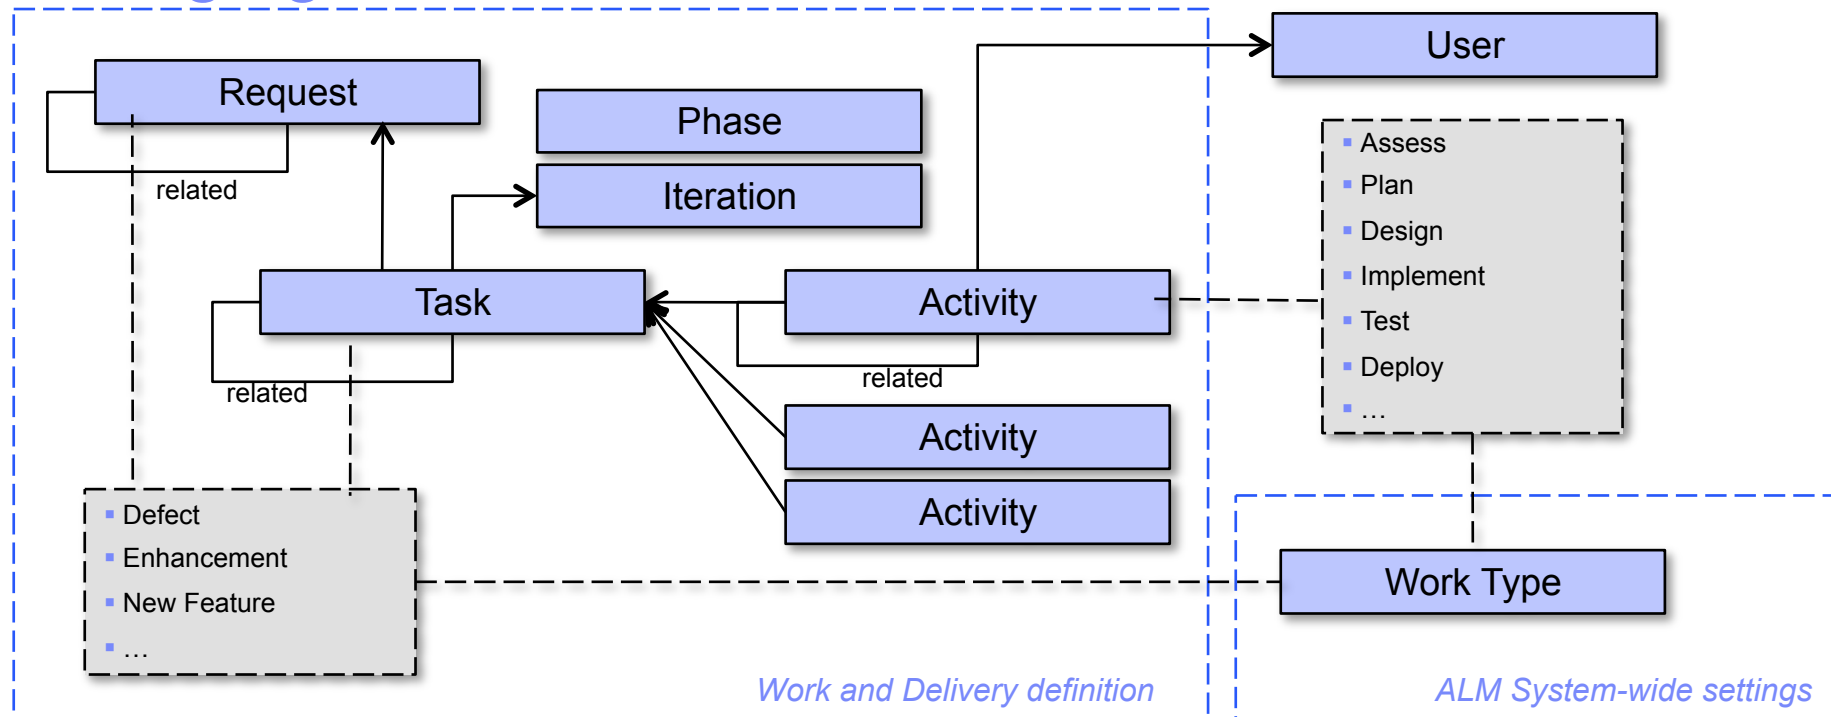 User
Request
Phase
related
Iteration
Task
Activity
related
related
Activity
Activity
Assess
Plan
Design
Implement
Test
Deploy
…
Defect
Enhancement
New Feature
…
Work Type
Work and Delivery definition
ALM System-wide settings